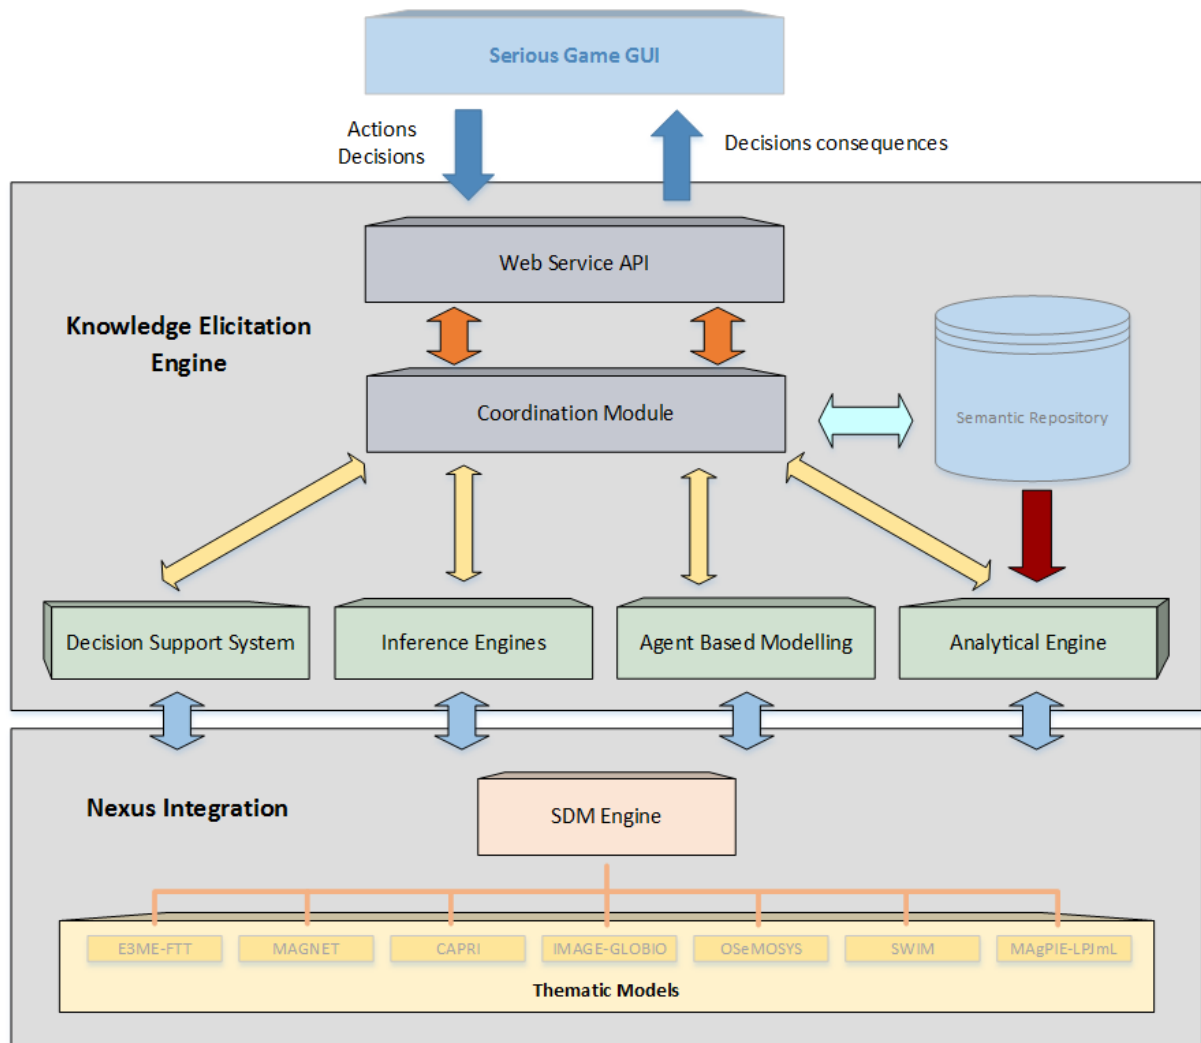 Serious Game GUI
Actions
Decisions
Decisions consequences
Web Service API
Knowledge Elicitation
Engine
Coordination Module
Semantic Repository
Decision Support System
Inference Engines
Agent Based Modelling
Analytical Engine
Nexus Integration
SDM Engine
E3ME-FTT
MAGNET
CAPRI
IMAGE-GLOBIO
OSeMOSYS
SWIM
MAgPIE-LPJmL
Thematic Models